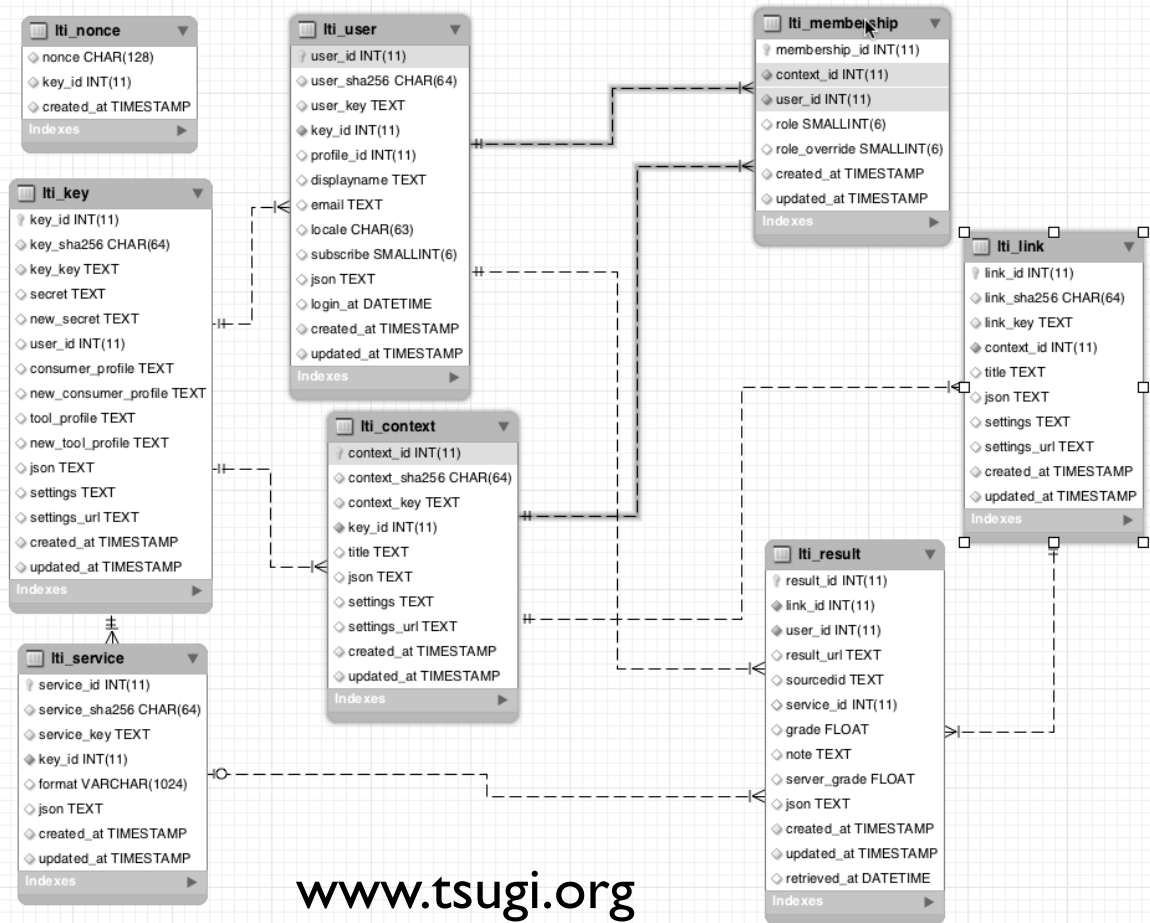 lti_nonce
nonce CHAR(128)
key_id INT(11)
created_at TIMESTAMP
Indexes
lti_key
key_id INT(11)
key_sha256 CHAR(64)
key_key TEXT
secret TEXT
new_secret TEXT
user_id INT(11)
consumer_profile TEXT
new_consumer_profile TEXT
tool_profile TEXT
new_tool_profile TEXT
json TEXT
settings TEXT
settings_url TEXT
created_at TIMESTAMP
updated_at TIMESTAMP
Indexes
lti_service
service_id INT(11)
service_sha256 CHAR(64)
service_key TEXT
key_id INT(11)
format VARCHAR(1024)
json TEXT
created_at TIMESTAMP
updated_at TIMESTAMP
Indexes
lti_user
user_id INT(11)
user_sha256 CHAR(64)
user_key TEXT
key_id INT(11)
profile_id INT(11)
displayname TEXT
email TEXT
locale CHAR(63)
subscribe SMALLINT(6)
json TEXT
login_at DATETIME
created_at TIMESTAMP
updated_at TIMESTAMP
Indexes
lti_context
context_id INT(11)
context_sha256 CHAR(64)
context_key TEXT
key_id INT(11)
title TEXT
json TEXT
settings TEXT
settings_url TEXT
created_at TIMESTAMP
updated_at TIMESTAMP
Indexes
lti_membership
membership_id INT(11)
context_id INT(11)
user_id INT(11)
role SMALLINT(6)
role_override SMALLINT(6)
created_at TIMESTAMP
updated_at TIMESTAMP
Indexes
lti_link
link_id INT(11)
link_sha256 CHAR(64)
link_key TEXT
context_id INT(11)
title TEXT
json TEXT
settings TEXT
settings_url TEXT
created_at TIMESTAMP
updated_at TIMESTAMP
Indexes
lti_result
result_id INT(11)
link_id INT(11)
user_id INT(11)
result_url TEXT
sourcedid TEXT
service_id INT(11)
grade FLOAT
note TEXT
server_grade FLOAT
json TEXT
created_at TIMESTAMP
updated_at TIMESTAMP
retrieved_at DATETIME
Indexes
www.tsugi.org